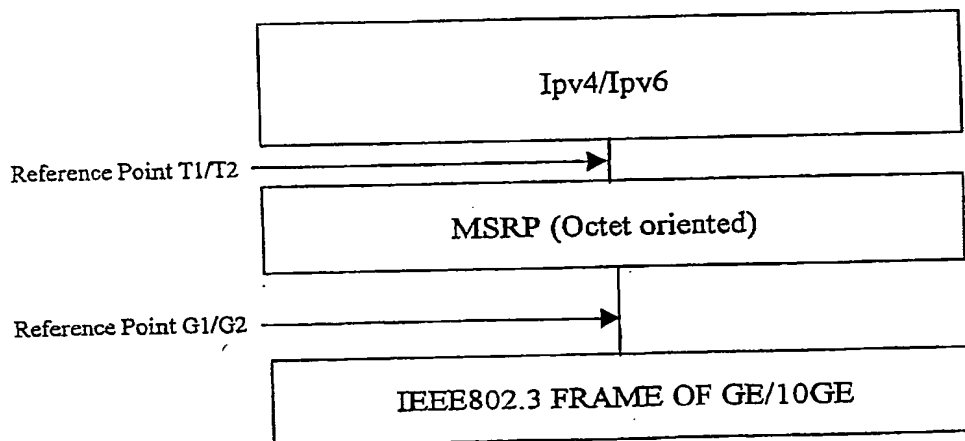 Ipv4/Ipv6
Reference Point T1/T2
MSRP (Octet oriented)
Reference Point G1/G2
IEEE802.3 FRAME OF GE/10GE